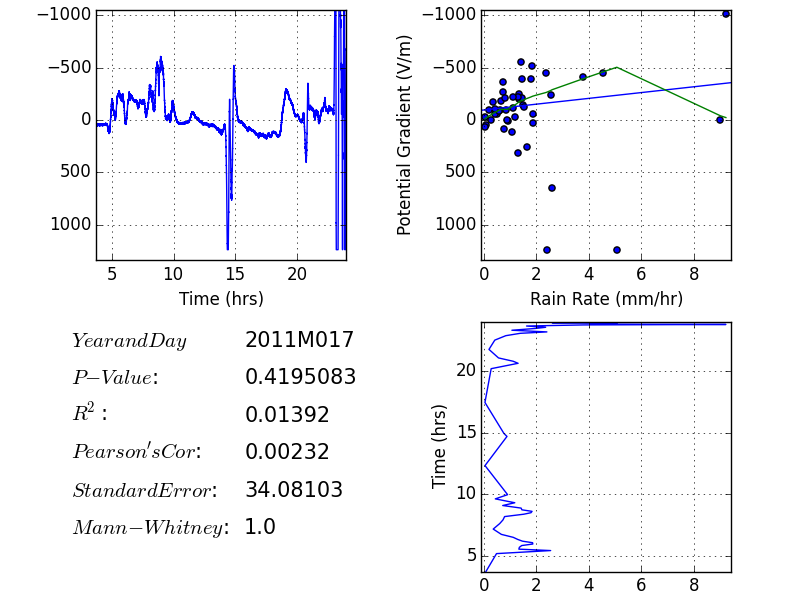 −1000
−500
0
500
1000
5 10 15 20
Time (hrs)
−1000
−500
0
500
1000
Potential Gradient (V/m)
0 2 4 6 8
Rain Rate (mm/hr)
YearandDay 2011M017
P−Value: 0.4195083
R² : 0.01392
Pearson'sCor: 0.00232
StandardError: 34.08103
Mann−Whitney: 1.0
20
15
10
5
Time (hrs)
0 2 4 6 8